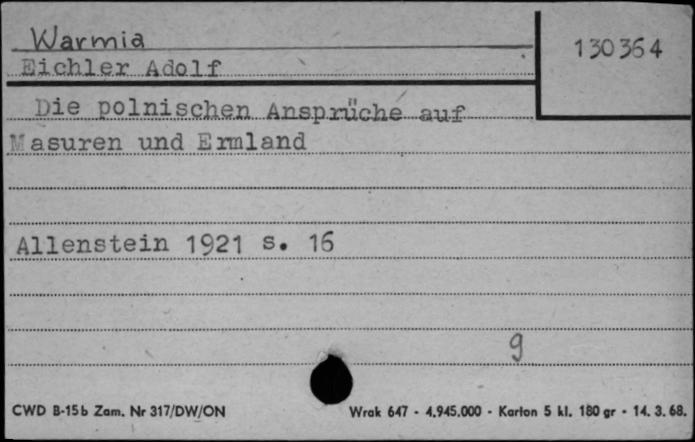 Warmia
130364
Eichler Adolf
Die polnischen Ansprüche auf
Masuren und Ermland
Allenstein 1921 s. 16
9
CWD B-15b Zam. Nr 317/DW/ON Wrak 647 - 4.945.000 - Karton 5 kl. 180 gr - 14. 3. 68.